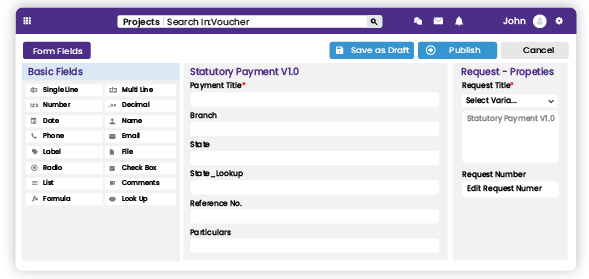 Projects | Search In:Voucher
John
Form Fields
Save as Draft
Publish
Cancel
Basic Fields
SingleLine
Multi Line
Number
Decimal
Date
Name
Phone
Email
Label
File
Radio
Check Box
List
Comments
Formula
Look Up
Statutory Payment V1.0
Payment Title*
Branch
State
State_Lookup
Reference No.
Particulars
Request - Propeties
Request Title*
Select Varia...
Statutory Payment V1.0
Request Number
Edit Request Numer